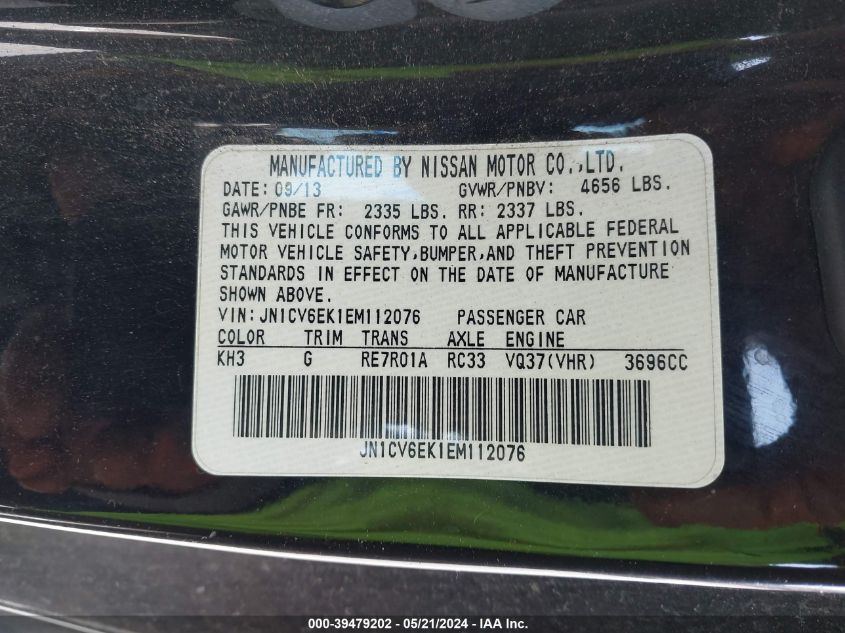 MANUFACTURED BY NISSAN MOTOR CO.,LTD.
DATE: 09/13 GVWR/PNBV: 4656 LBS.
GAWR/PNBE FR: 2335 LBS. RR: 2337 LBS.
THIS VEHICLE CONFORMS TO ALL APPLICABLE FEDERAL
MOTOR VEHICLE SAFETY,BUMPER,AND THEFT PREVENTION
STANDARDS IN EFFECT ON THE DATE OF MANUFACTURE
SHOWN ABOVE.
VIN:JN1CV6EK1EM112076 PASSENGER CAR
COLOR TRIM TRANS AXLE ENGINE
KH3 G RE7R01A RC33 VQ37(VHR) 3696CC
JN1CV6EK1EM112076
000-39479202 - 05/21/2024 - IAA Inc.